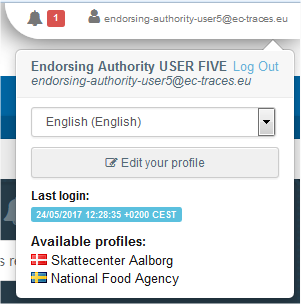 1 endorsing-authority-user5@ec-traces.eu
Endorsing Authority USER FIVE Log Out
endorsing-authority-user5@ec-traces.eu
English (English)
Edit your profile
Last login:
24/05/2017 12:28:35 +0200 CEST
Available profiles:
Skattecenter Aalborg
National Food Agency